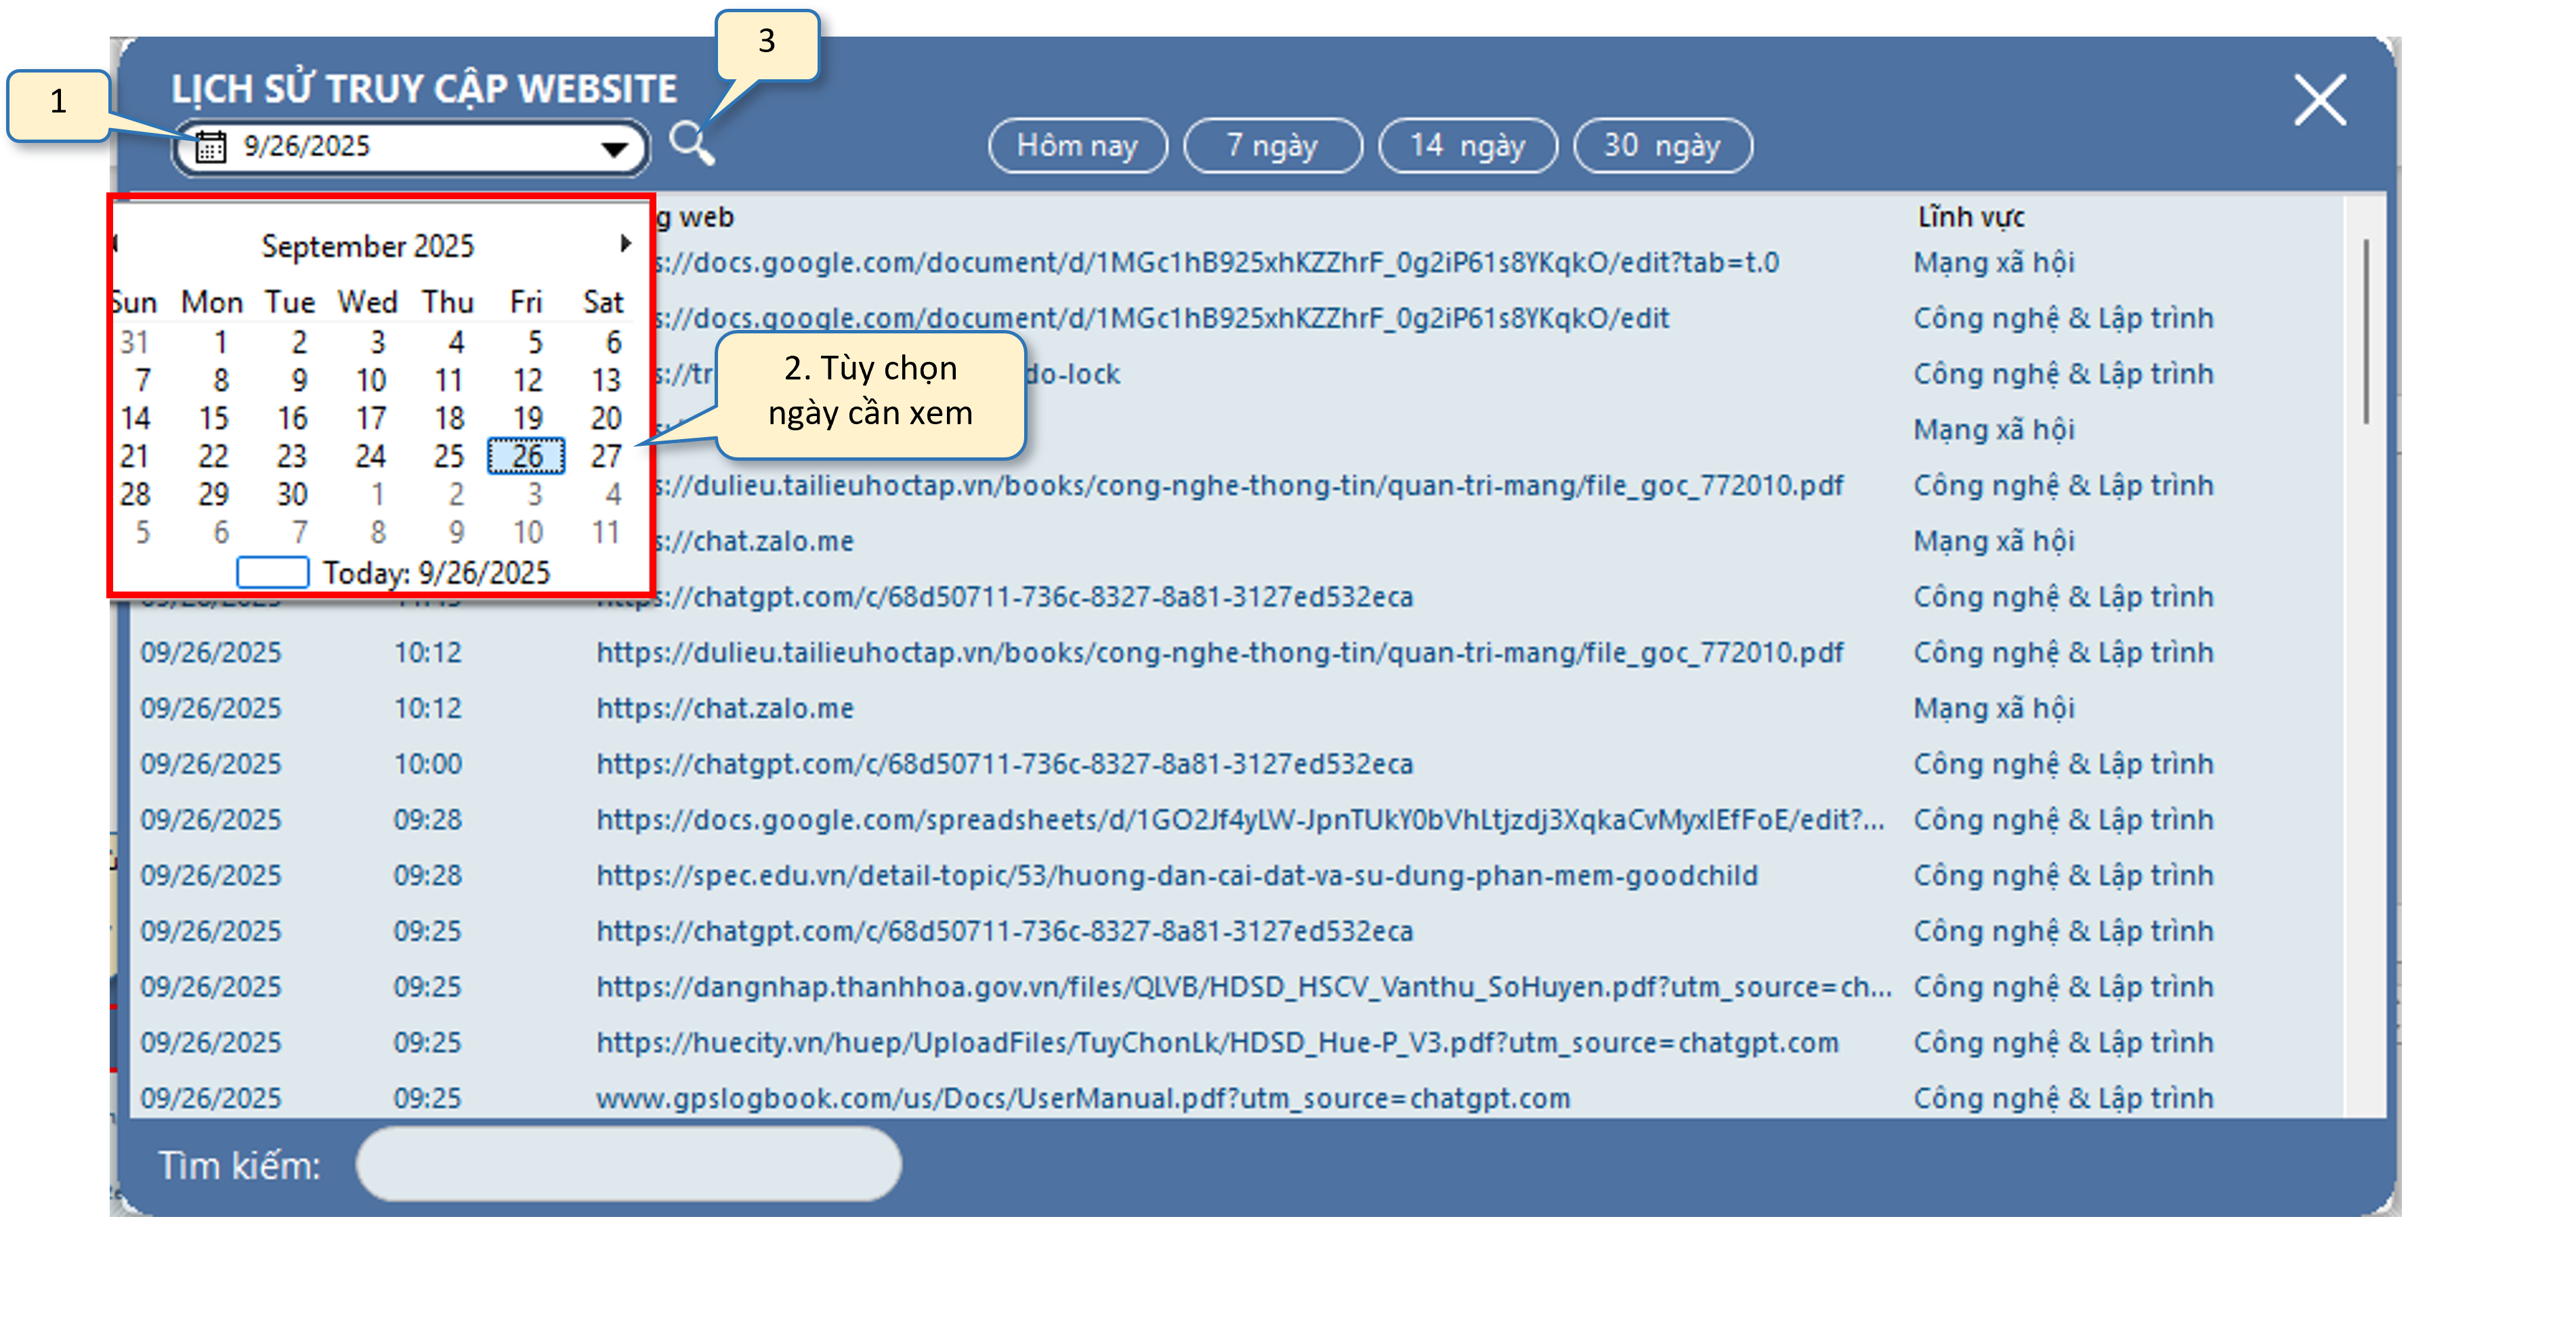 3
1
LỊCH SỬ TRUY CẬP WEBSITE
9/26/2025
Hôm nay
7 ngày
14 ngày
30 ngày
September 2025
Sun Mon Tue Wed Thu Fri Sat
31 1 2 3 4 5 6
7 8 9 10 11 12 13
14 15 16 17 18 19 20
21 22 23 24 25 26 27
28 29 30 1 2 3 4
5 6 7 8 9 10 11
Today: 9/26/2025
2. Tùy chọn
ngày cần xem
g web Lĩnh vực
s://docs.google.com/document/d/1MGc1hB925xhKZZhrF_0g2iP61s8YKqkO/edit?tab=t.0 Mạng xã hội
s://docs.google.com/document/d/1MGc1hB925xhKZZhrF_0g2iP61s8YKqkO/edit Công nghệ & Lập trình
s://tr do-lock Công nghệ & Lập trình
Mạng xã hội
s://dulieu.tailieuhoctap.vn/books/cong-nghe-thong-tin/quan-tri-mang/file_goc_772010.pdf Công nghệ & Lập trình
s://chat.zalo.me Mạng xã hội
https://chatgpt.com/c/68d50711-736c-8327-8a81-3127ed532eca Công nghệ & Lập trình
09/26/2025 10:12 https://dulieu.tailieuhoctap.vn/books/cong-nghe-thong-tin/quan-tri-mang/file_goc_772010.pdf Công nghệ & Lập trình
09/26/2025 10:12 https://chat.zalo.me Mạng xã hội
09/26/2025 10:00 https://chatgpt.com/c/68d50711-736c-8327-8a81-3127ed532eca Công nghệ & Lập trình
09/26/2025 09:28 https://docs.google.com/spreadsheets/d/1GO2Jf4yLW-JpnTUkY0bVhLtjzdj3XqkaCvMyxlEfFoE/edit?... Công nghệ & Lập trình
09/26/2025 09:28 https://spec.edu.vn/detail-topic/53/huong-dan-cai-dat-va-su-dung-phan-mem-goodchild Công nghệ & Lập trình
09/26/2025 09:25 https://chatgpt.com/c/68d50711-736c-8327-8a81-3127ed532eca Công nghệ & Lập trình
09/26/2025 09:25 https://dangnhap.thanhhoa.gov.vn/files/QLVB/HDSD_HSCV_Vanthu_SoHuyen.pdf?utm_source=ch... Công nghệ & Lập trình
09/26/2025 09:25 https://huecity.vn/huep/UploadFiles/TuyChonLk/HDSD_Hue-P_V3.pdf?utm_source=chatgpt.com Công nghệ & Lập trình
09/26/2025 09:25 www.gpslogbook.com/us/Docs/UserManual.pdf?utm_source=chatgpt.com Công nghệ & Lập trình
Tìm kiếm: